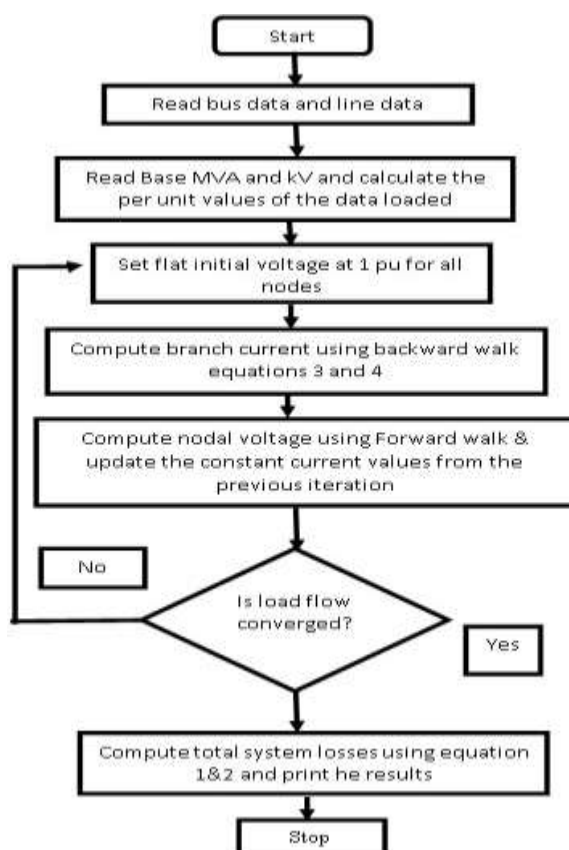 Start
Read bus data and line data
Read Base MVA and kV and calculate the
per unit values of the data loaded
Set flat initial voltage at 1 pu for all
nodes
Compute branch current using backward walk
equations 3 and 4
Compute nodal voltage using Forward walk &
update the constant current values from the
previous iteration
No
Is load flow
converged?
Yes
Compute total system losses using equation
1&2 and print he results
Stop